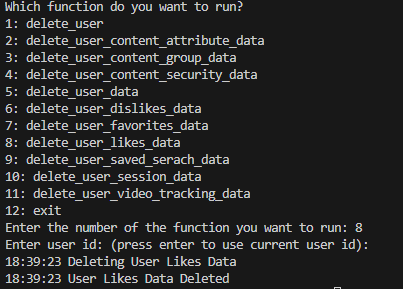 Which function do you want to run?
1: delete_user
2: delete_user_content_attribute_data
3: delete_user_content_group_data
4: delete_user_content_security_data
5: delete_user_data
6: delete_user_dislikes_data
7: delete_user_favorites_data
8: delete_user_likes_data
9: delete_user_saved_serach_data
10: delete_user_session_data
11: delete_user_video_tracking_data
12: exit
Enter the number of the function you want to run: 8
Enter user id: (press enter to use current user id):
18:39:23 Deleting User Likes Data
18:39:23 User Likes Data Deleted